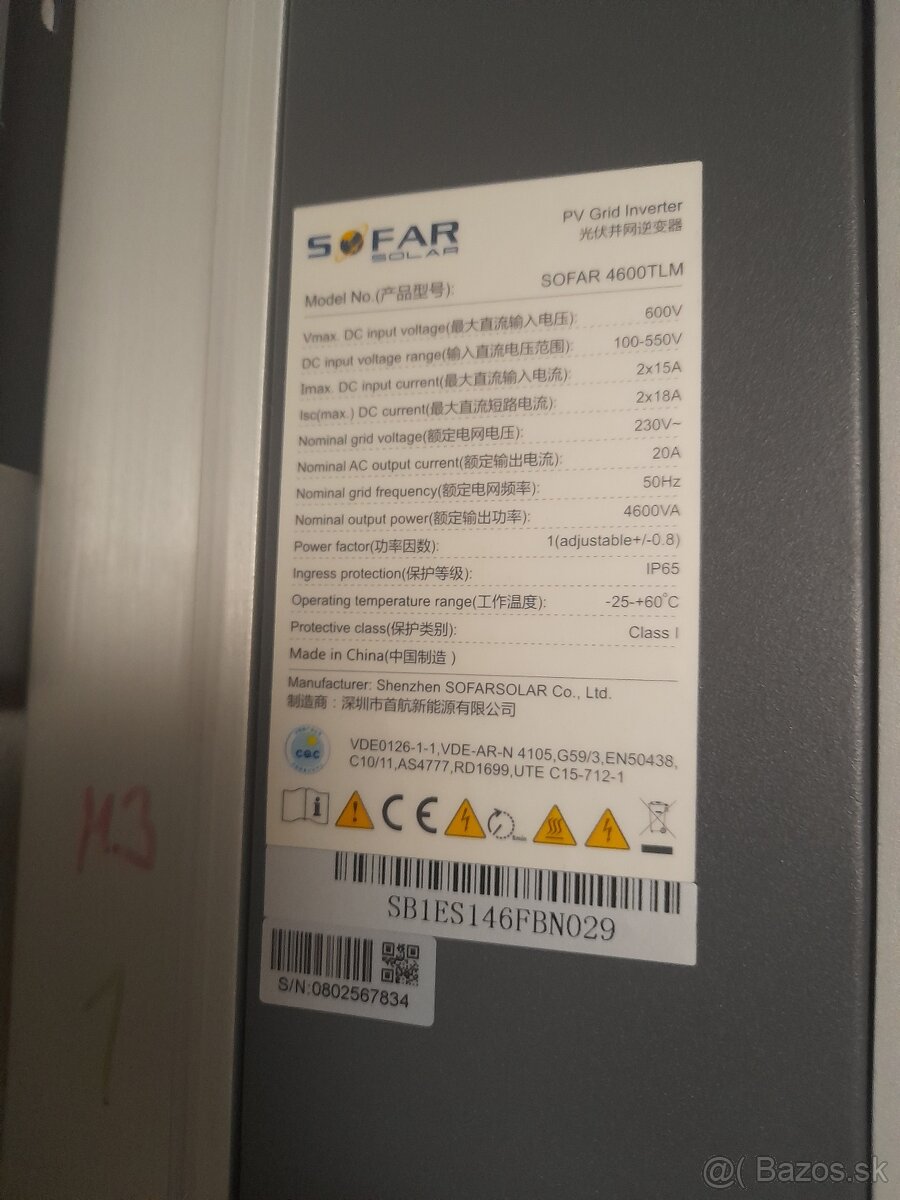 SOFAR
SOLAR
PV Grid Inverter
光伏并网逆变器
Model No.(产品型号): SOFAR 4600TLM
Vmax. DC input voltage(最大直流输入电压): 600V
DC input voltage range(输入直流电压范围): 100-550V
Imax. DC input current(最大直流输入电流): 2x15A
Isc(max.) DC current(最大直流短路电流): 2x18A
Nominal grid voltage(额定电网电压): 230V~
Nominal AC output current(额定输出电流): 20A
Nominal grid frequency(额定电网频率): 50Hz
Nominal output power(额定输出功率): 4600VA
Power factor(功率因数): 1(adjustable+/-0.8)
Ingress protection(保护等级): IP65
Operating temperature range(工作温度): -25-+60°C
Protective class(保护类别): Class I
Made in China(中国制造 )
Manufacturer: Shenzhen SOFARSOLAR Co., Ltd.
制造商：深圳市首航新能源有限公司
CQC
VDE0126-1-1,VDE-AR-N 4105,G59/3,EN50438,
C10/11,AS4777,RD1699,UTE C15-712-1
CE
SB1ES146FBN029
S/N:0802567834
M3
@( Bazos.sk